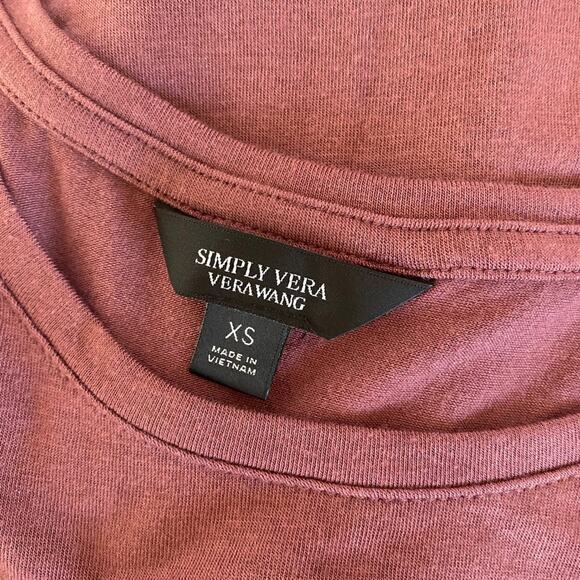 SIMPLY VERA
VERAWANG
XS
MADE IN
VIETNAM